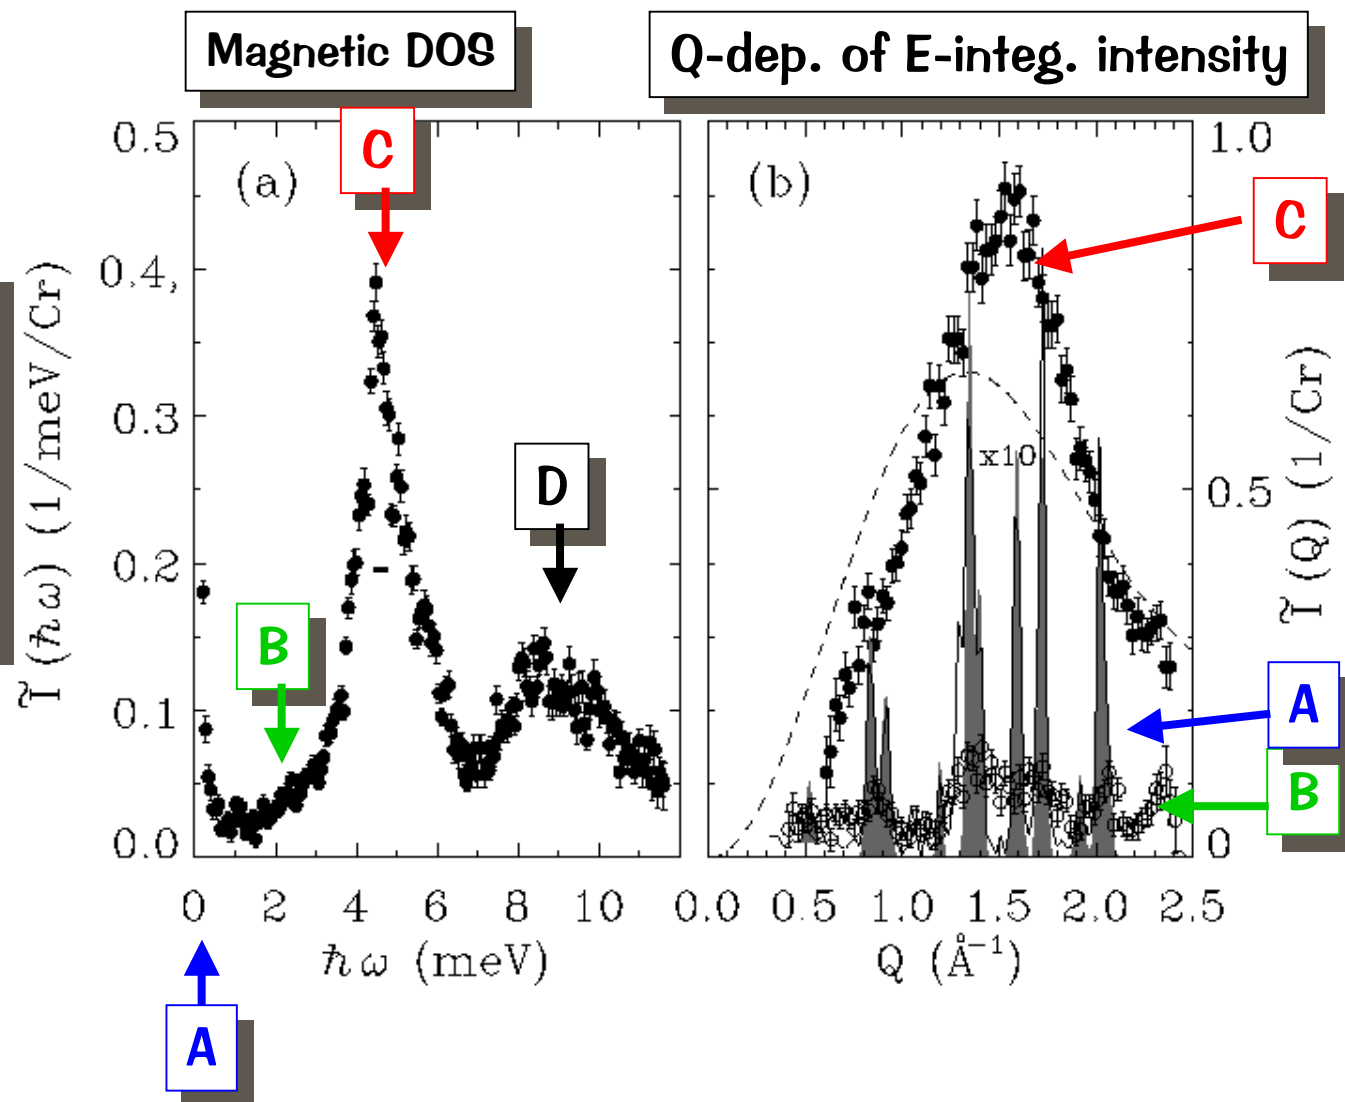 Magnetic DOS
Q-dep. of E-integ. intensity
C
(a)
(b)
C
D
B
x10
A
B
0.5
0.4,
0.3
0.2
0.1
0.0
Ĩ (ħω) (1/meV/Cr)
1.0
0.5
0
Ĩ (Q) (1/Cr)
0 2 4 6 8 10
0.0 0.5 1.0 1.5 2.0 2.5
ħω (meV)
Q (Å⁻¹)
A